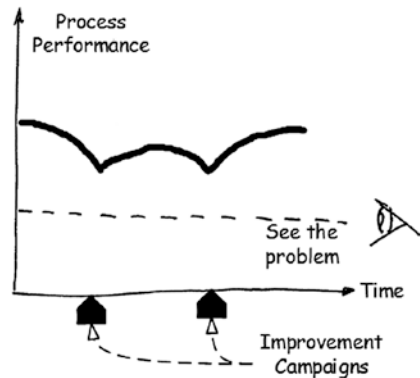 Process
Performance
See the
problem
Time
Improvement
Campaigns